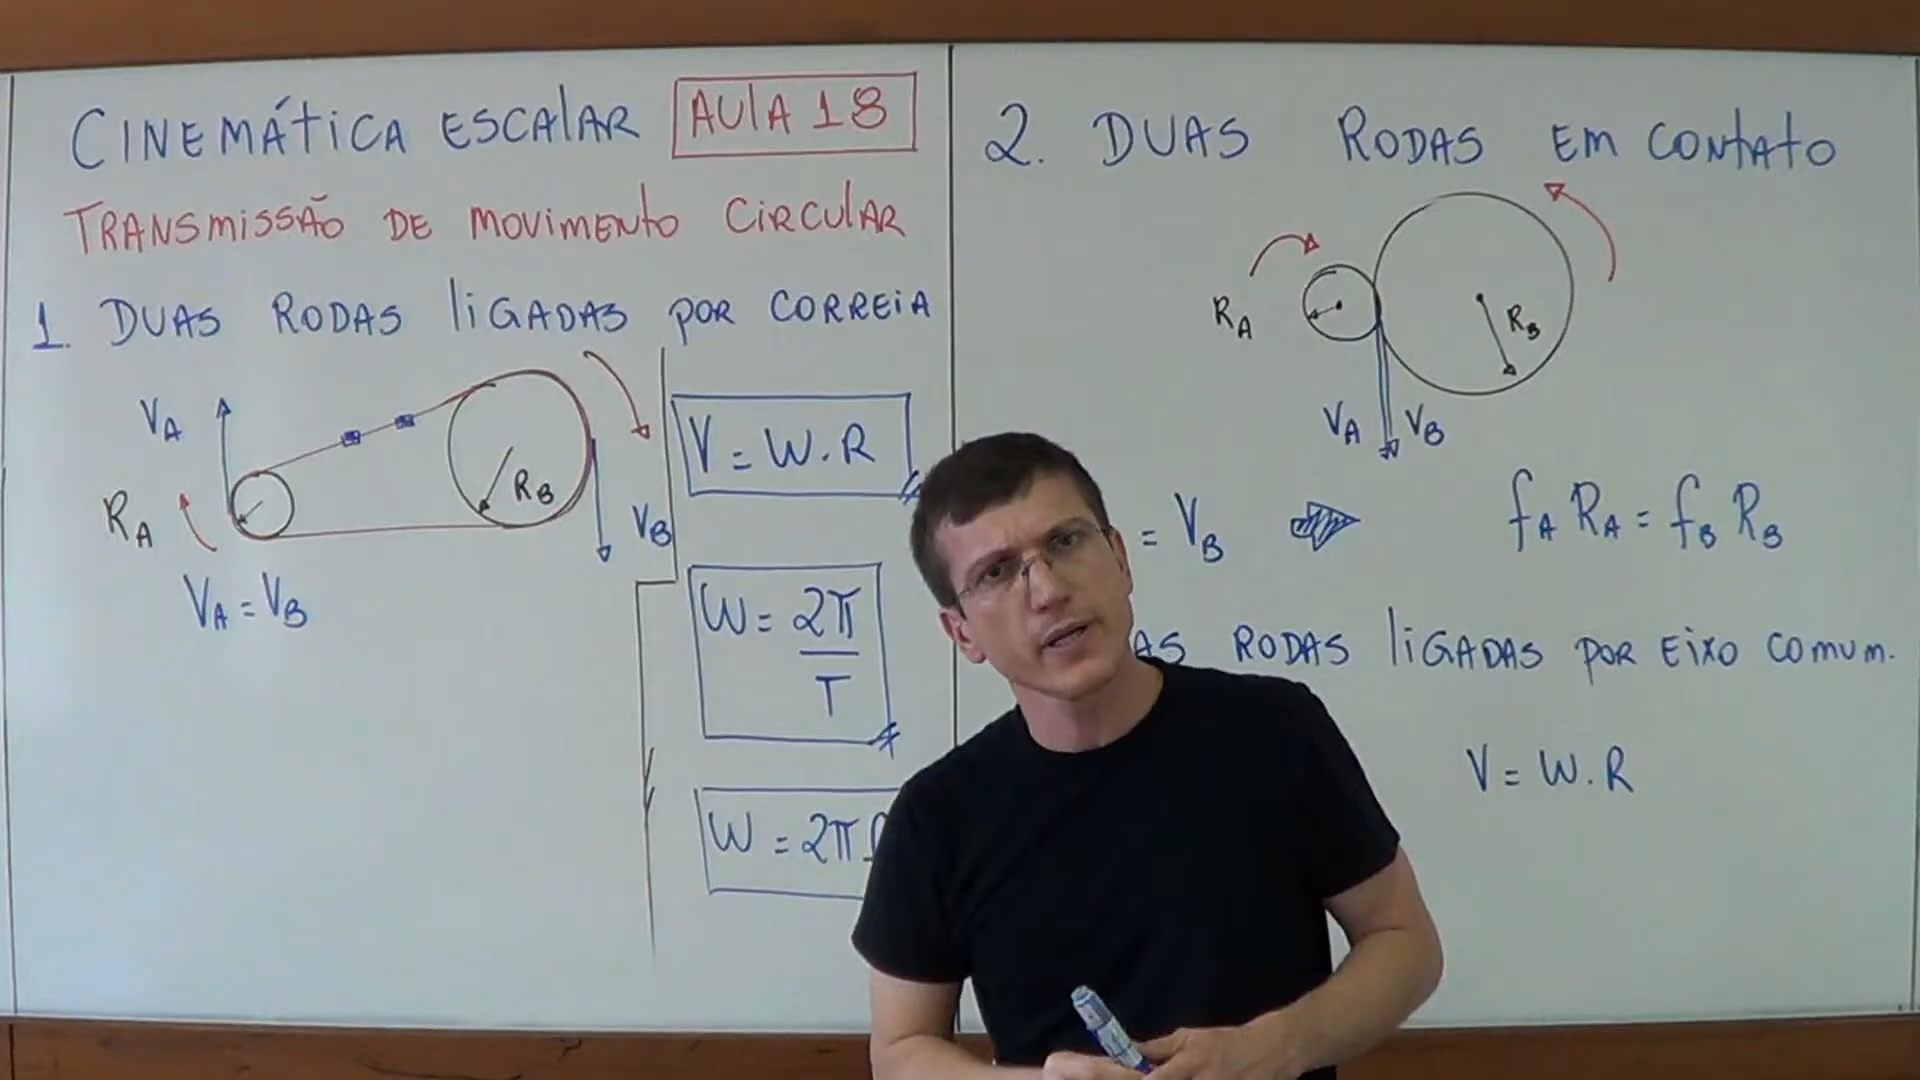 CINEMÁTICA ESCALAR AULA 18
TRANSMISSÃO DE MOVIMENTO CIRCULAR
1. DUAS RODAS LIGADAS POR CORREIA
VA
RA
RB
VB
VA = VB
V = W.R
W = 2π
T
W = 2π
2. DUAS RODAS EM CONTATO
RA
RB
VA VB
= VB fA RA = fB RB
RODAS LIGADAS POR EIXO COMUM.
V = W.R